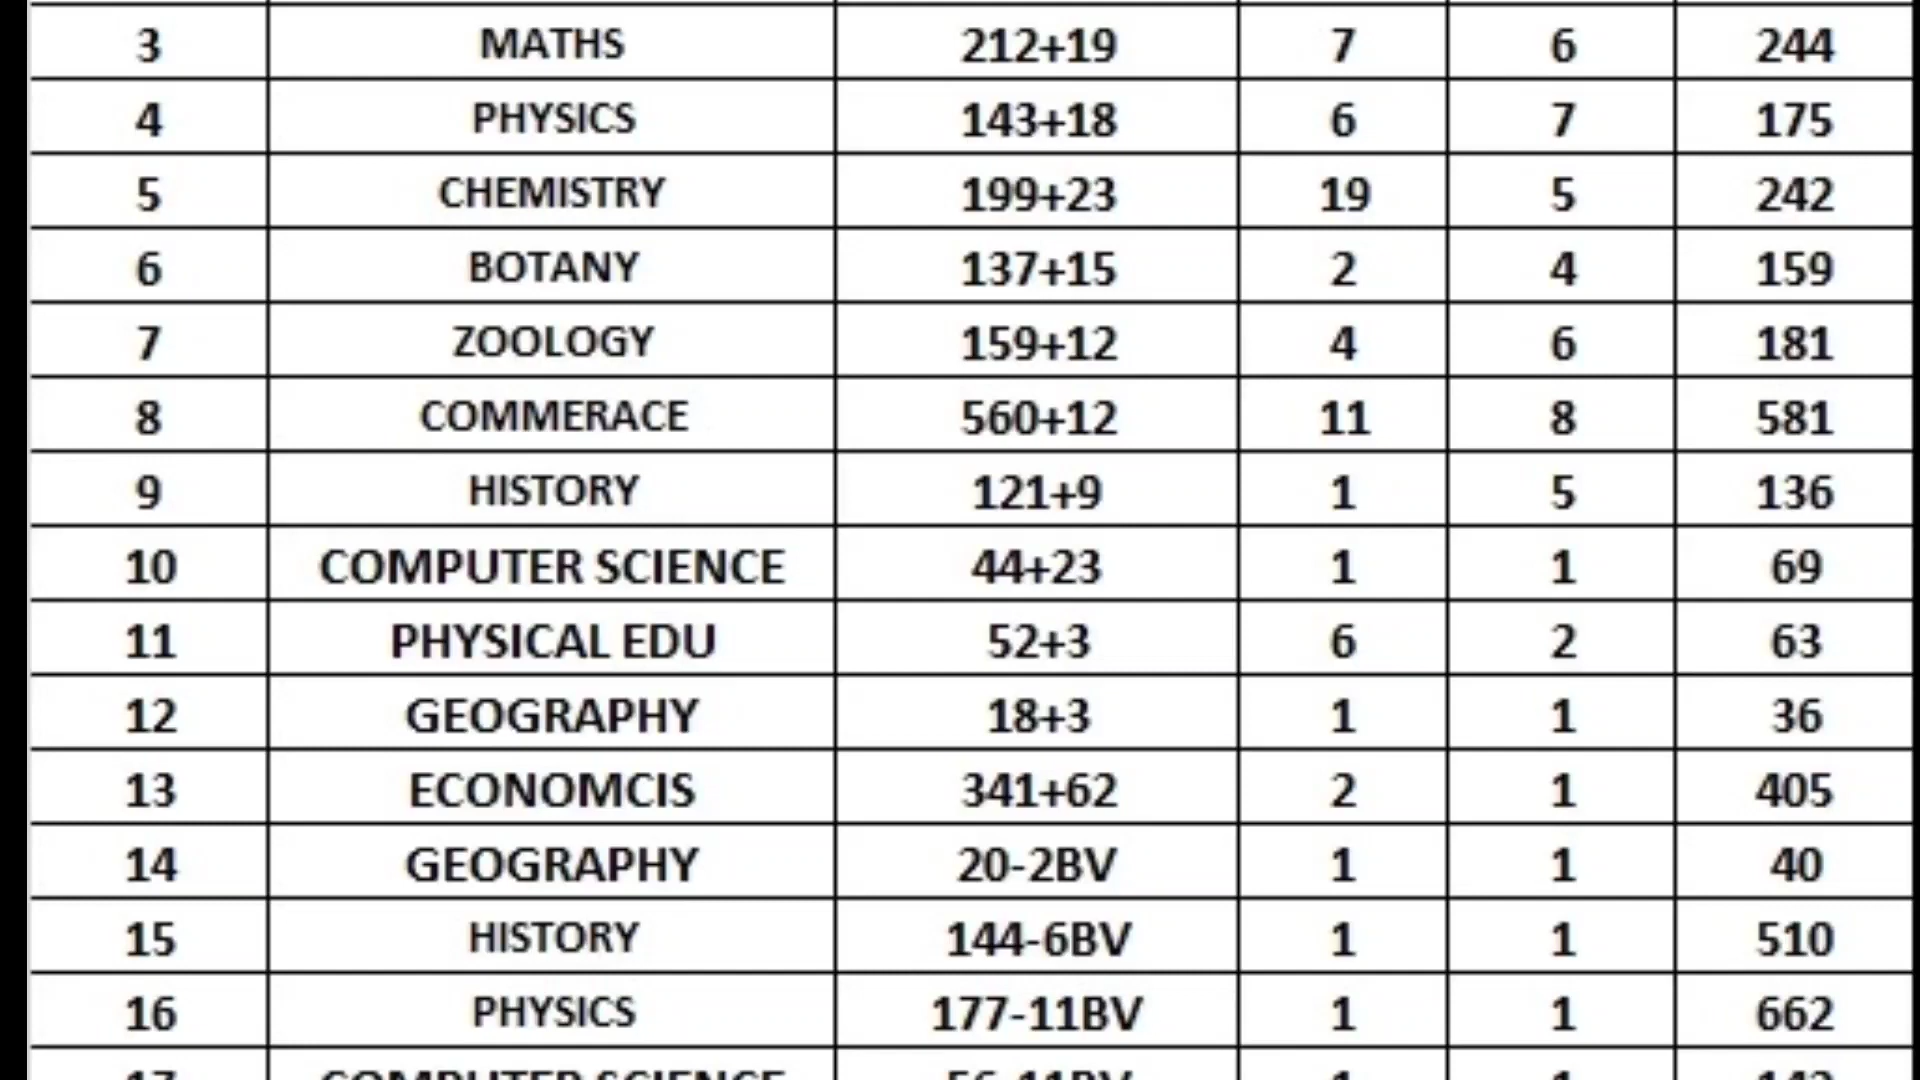 3 MATHS 212+19 7 6 244
4 PHYSICS 143+18 6 7 175
5 CHEMISTRY 199+23 19 5 242
6 BOTANY 137+15 2 4 159
7 ZOOLOGY 159+12 4 6 181
8 COMMERACE 560+12 11 8 581
9 HISTORY 121+9 1 5 136
10 COMPUTER SCIENCE 44+23 1 1 69
11 PHYSICAL EDU 52+3 6 2 63
12 GEOGRAPHY 18+3 1 1 36
13 ECONOMCIS 341+62 2 1 405
14 GEOGRAPHY 20-2BV 1 1 40
15 HISTORY 144-6BV 1 1 510
16 PHYSICS 177-11BV 1 1 662
17 COMPUTER SCIENCE 56-11BV 1 1